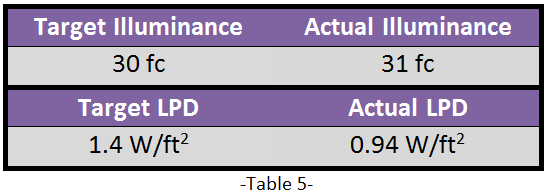 Target Illuminance Actual Illuminance
30 fc 31 fc
Target LPD Actual LPD
1.4 W/ft² 0.94 W/ft²
-Table 5-